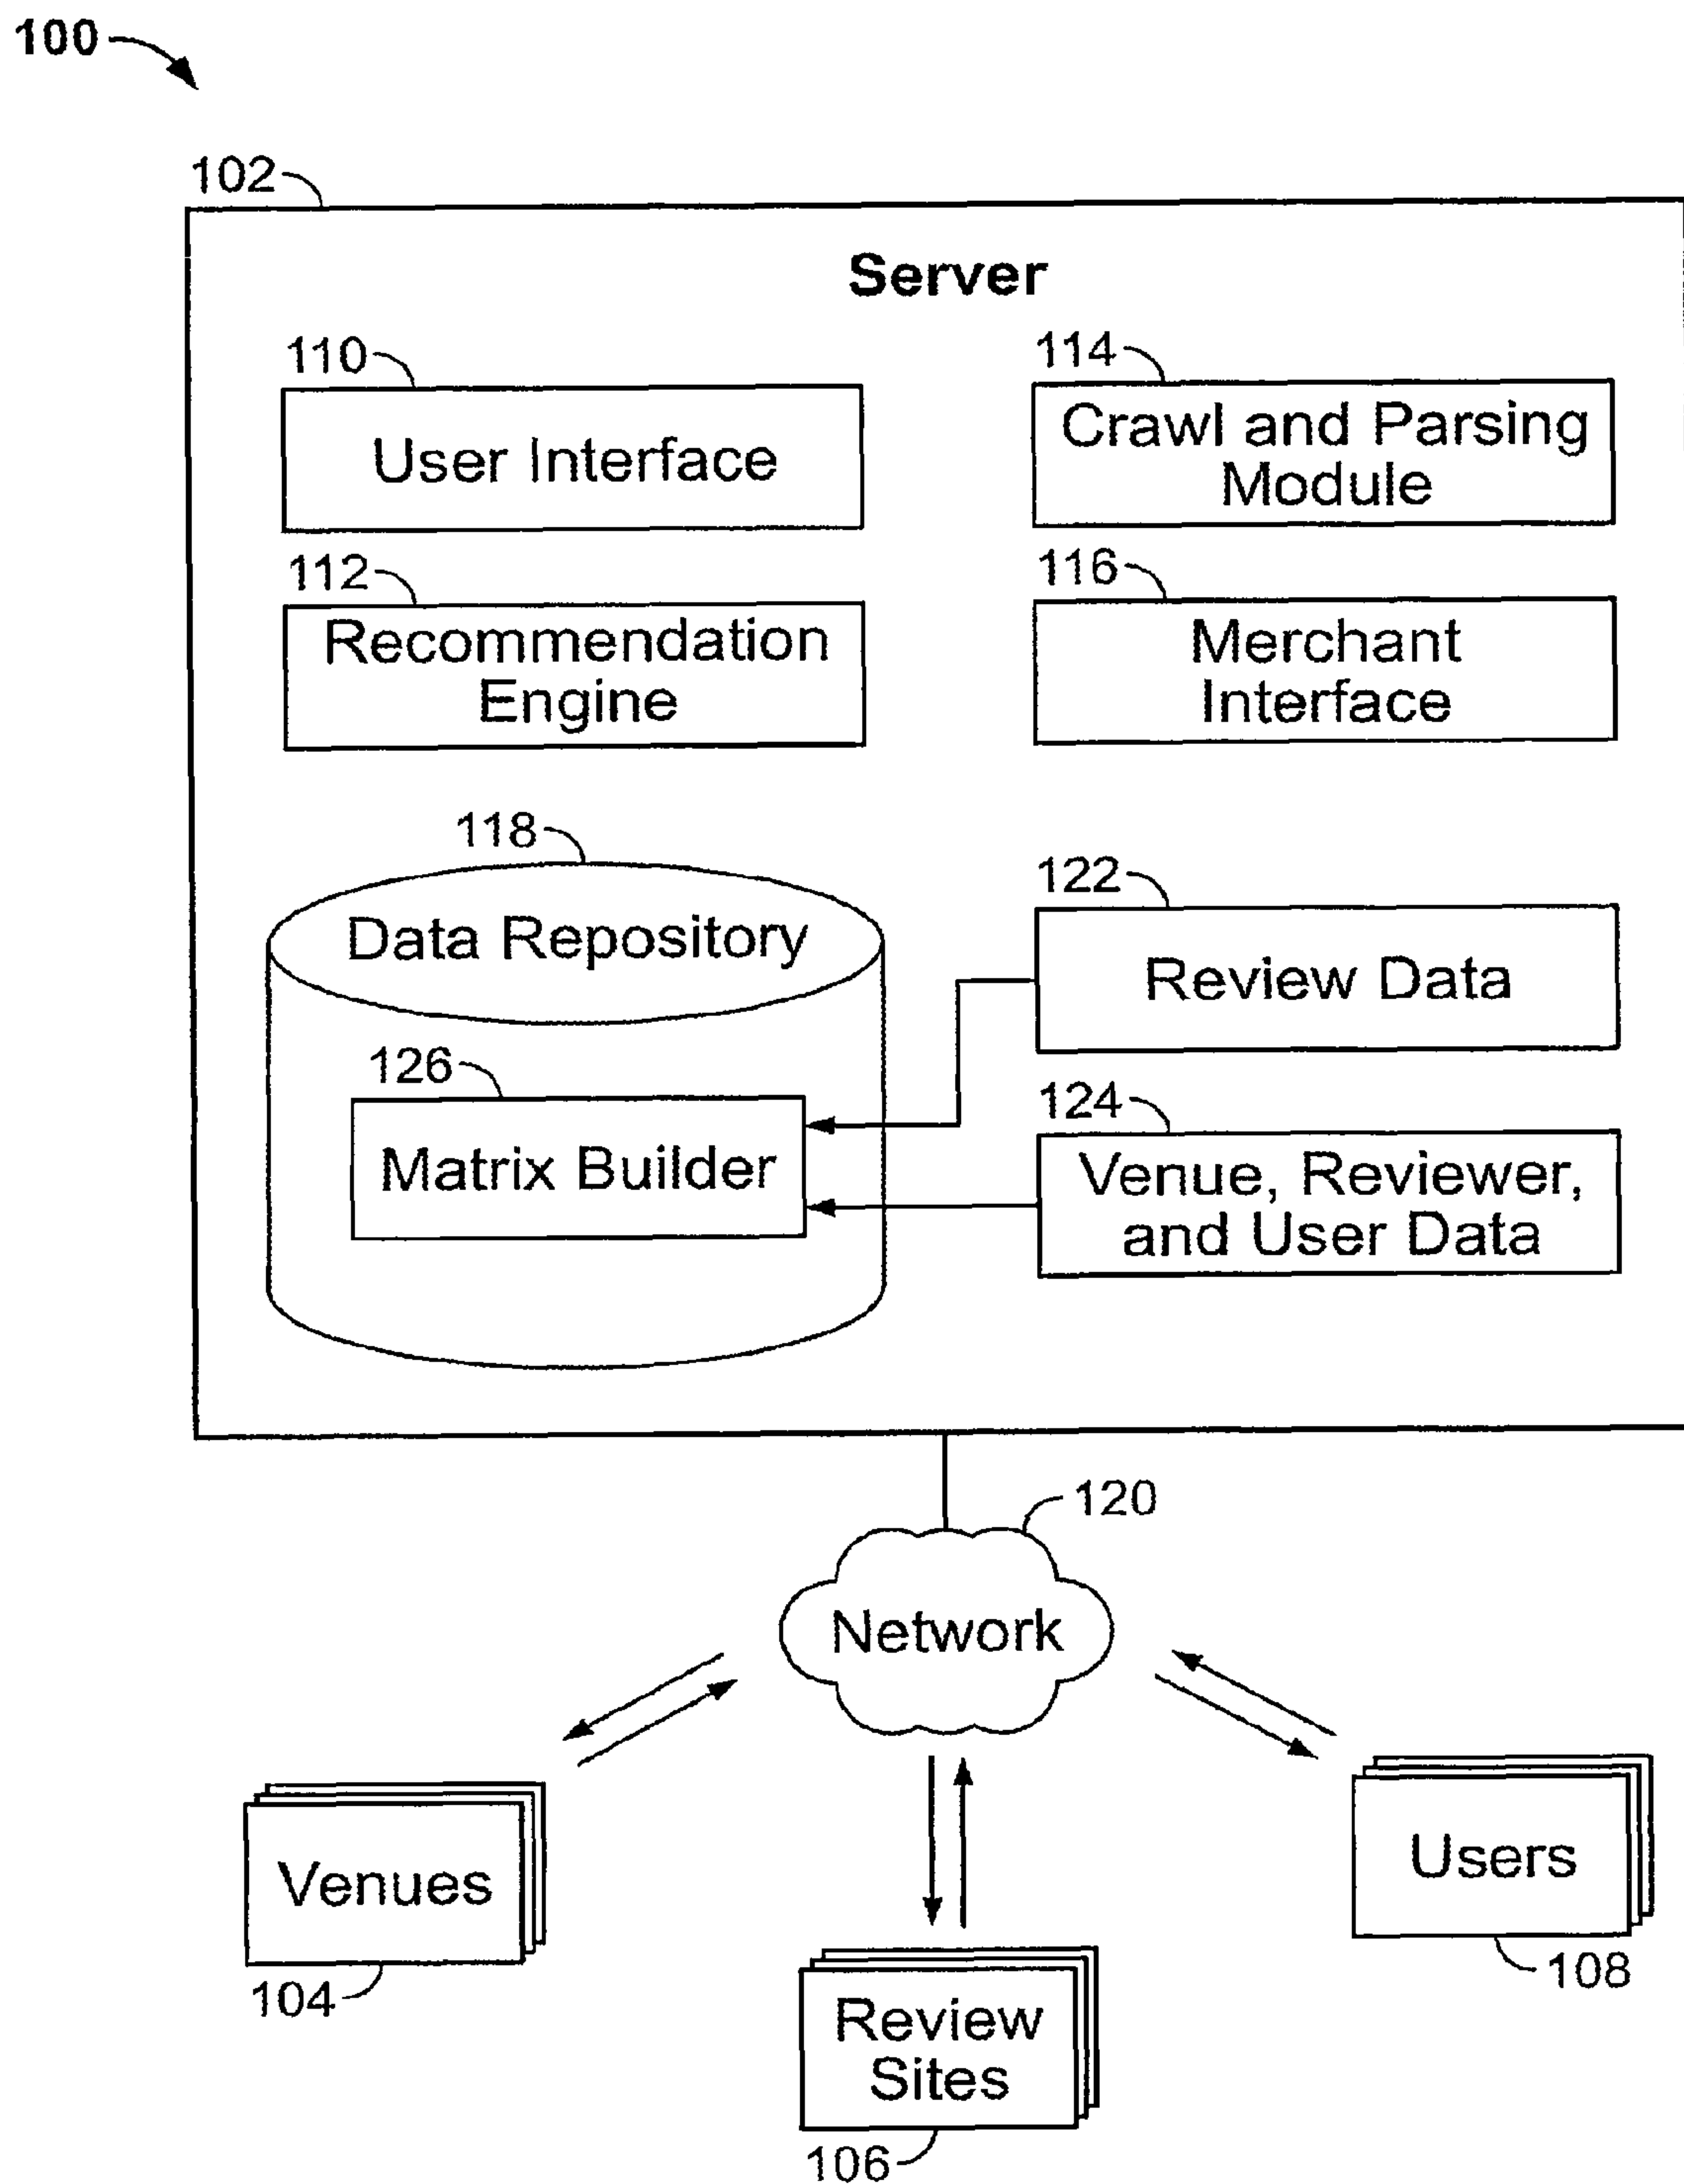 100
102
Server
110
User Interface
114
Crawl and Parsing
Module
112
Recommendation
Engine
116
Merchant
Interface
118
Data Repository
122
Review Data
126
Matrix Builder
124
Venue, Reviewer,
and User Data
120
Network
Venues
104
Review
Sites
106
Users
108